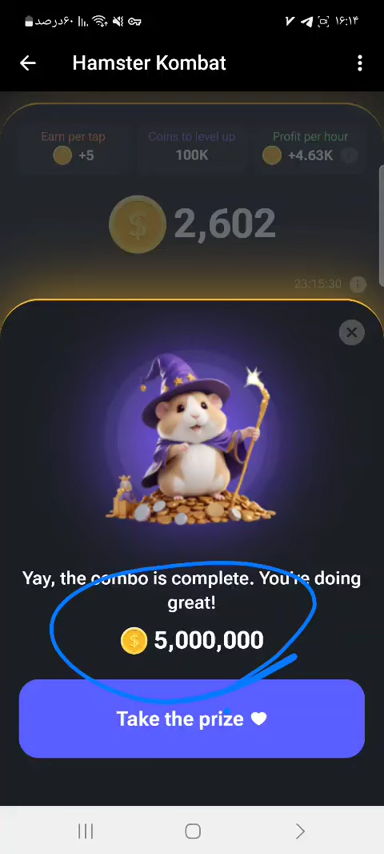 ۶۰درصد ۱۶:۱۴
Hamster Kombat
Earn per tap
+5
Coins to level up
100K
Profit per hour
+4.63K
2,602
23:15:30
Yay, the combo is complete. You're doing
great!
5,000,000
Take the prize